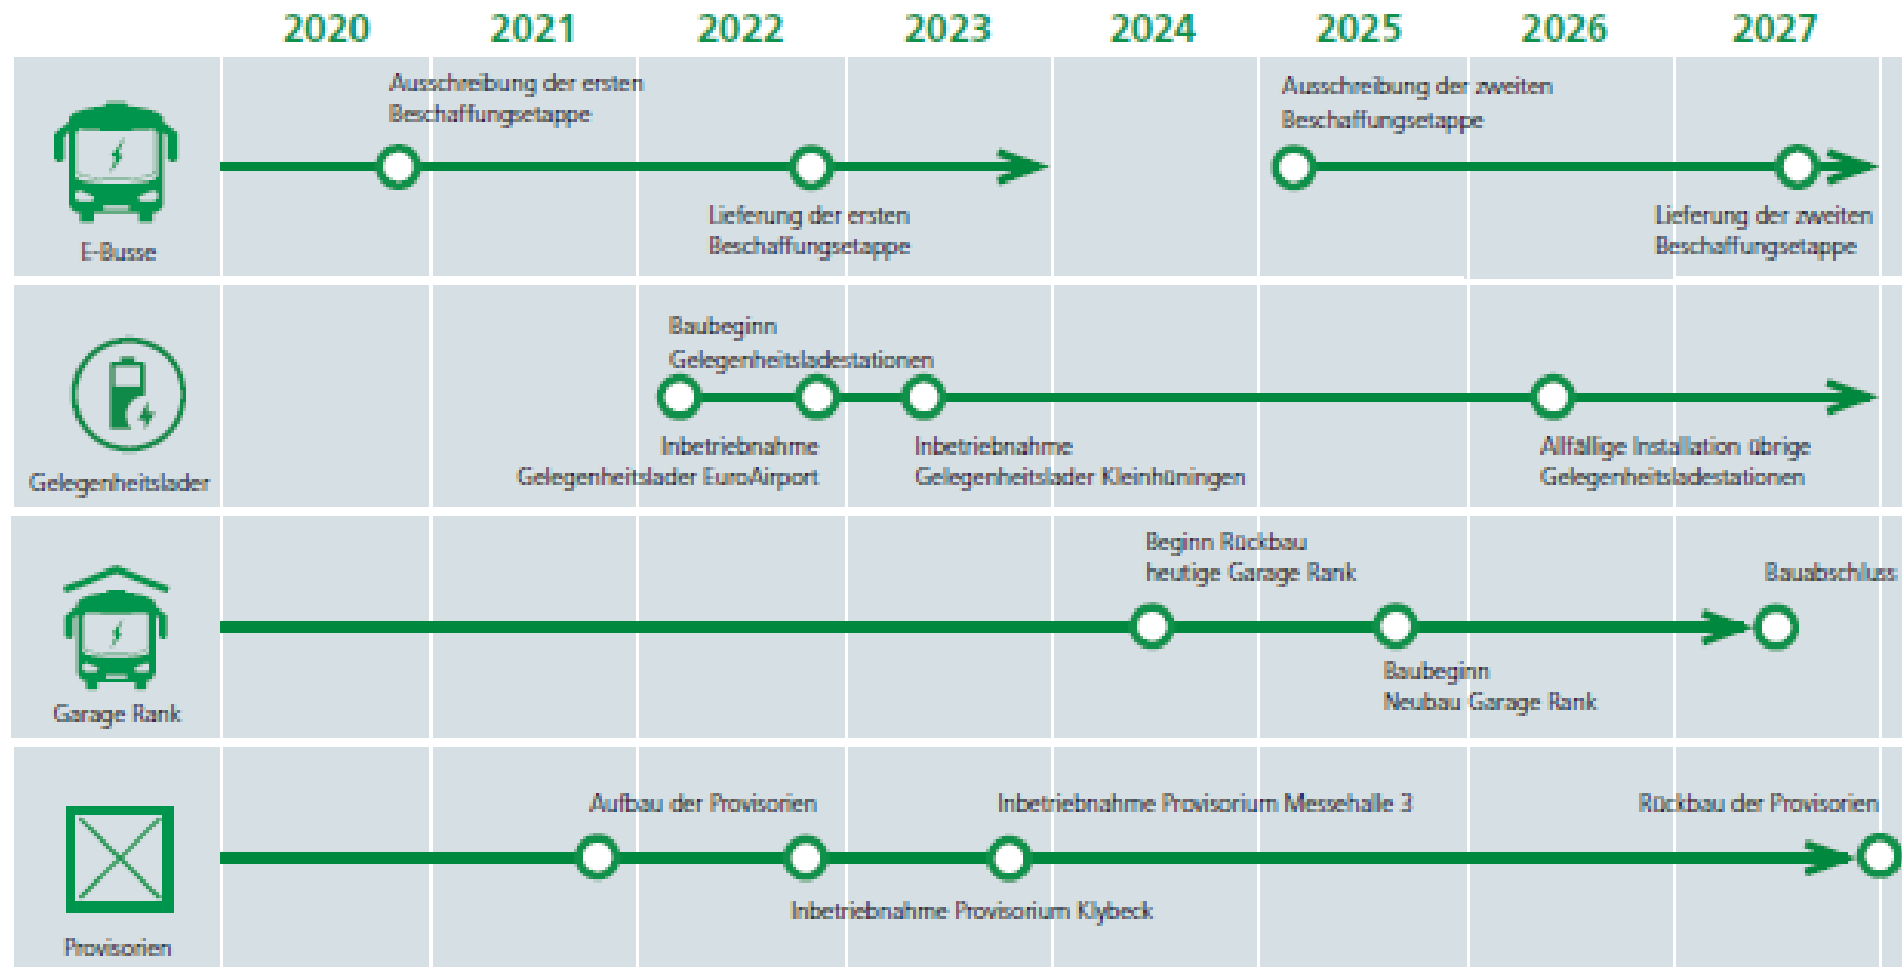 2020 2021 2022 2023 2024 2025 2026 2027
Ausschreibung der ersten
Beschaffungsetappe
Ausschreibung der zweiten
Beschaffungsetappe
Lieferung der ersten
Beschaffungsetappe
Lieferung der zweiten
Beschaffungsetappe
E-Busse
Baubeginn
Gelegenheitsladestationen
Inbetriebnahme
Gelegenheitslader EuroAirport
Inbetriebnahme
Gelegenheitslader Kleinhüningen
Allfällige Installation übrige
Gelegenheitsladestationen
Gelegenheitslader
Beginn Rückbau
heutige Garage Rank
Bauabschluss
Baubeginn
Neubau Garage Rank
Garage Rank
Aufbau der Provisorien
Inbetriebnahme Provisorium Messehalle 3
Rückbau der Provisorien
Inbetriebnahme Provisorium Klybeck
Provisorien